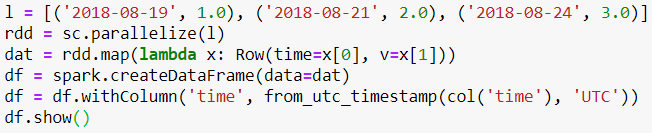 l = [('2018-08-19', 1.0), ('2018-08-21', 2.0), ('2018-08-24', 3.0)]
rdd = sc.parallelize(l)
dat = rdd.map(lambda x: Row(time=x[0], v=x[1]))
df = spark.createDataFrame(data=dat)
df = df.withColumn('time', from_utc_timestamp(col('time'), 'UTC'))
df.show()